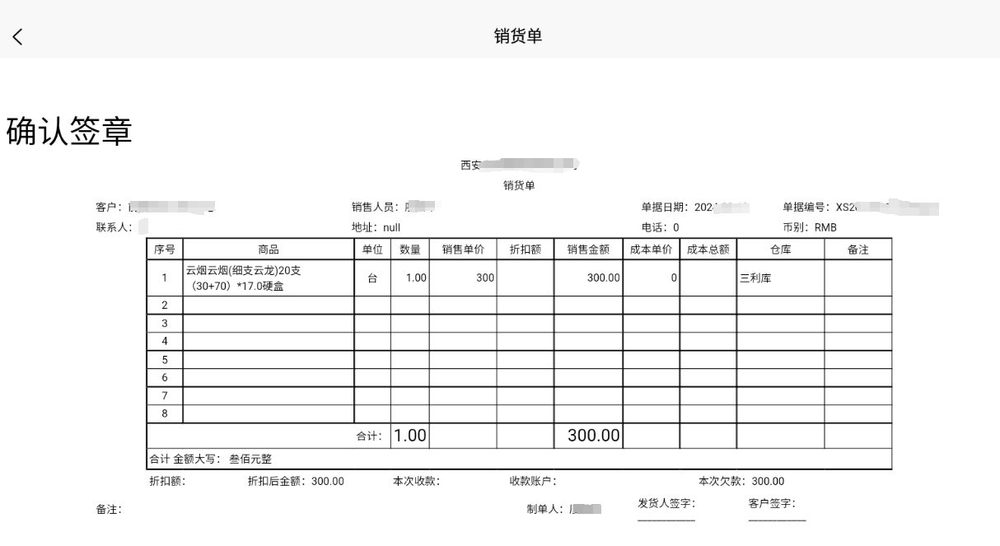 销货单
确认签章
西安
销货单
客户： 销售人员： 单据日期：202 单据编号：XS2
联系人： 地址：null 电话：0 币别：RMB
序号 商品 单位 数量 销售单价 折扣额 销售金额 成本单价 成本总额 仓库 备注
1 云烟云烟(细支云龙)20支 台 1.00 300 300.00 0 三利库
（30+70）*17.0硬盒
2
3
4
5
6
7
8
合计： 1.00 300.00
合计 金额大写： 叁佰元整
折扣额： 折扣后金额：300.00 本次收款： 收款账户： 本次欠款：300.00
备注： 制单人： 发货人签字： 客户签字：